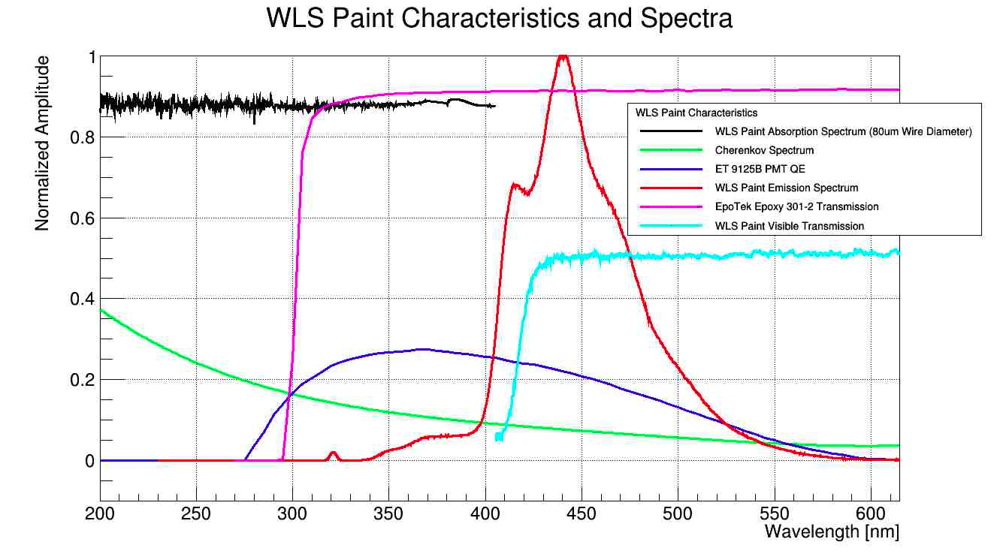 WLS Paint Characteristics and Spectra
Normalized Amplitude
1
0.8
0.6
0.4
0.2
0
WLS Paint Characteristics
WLS Paint Absorption Spectrum (80um Wire Diameter)
Cherenkov Spectrum
ET 9125B PMT QE
WLS Paint Emission Spectrum
EpoTek Epoxy 301-2 Transmission
WLS Paint Visible Transmission
200 250 300 350 400 450 500 550 600
Wavelength [nm]